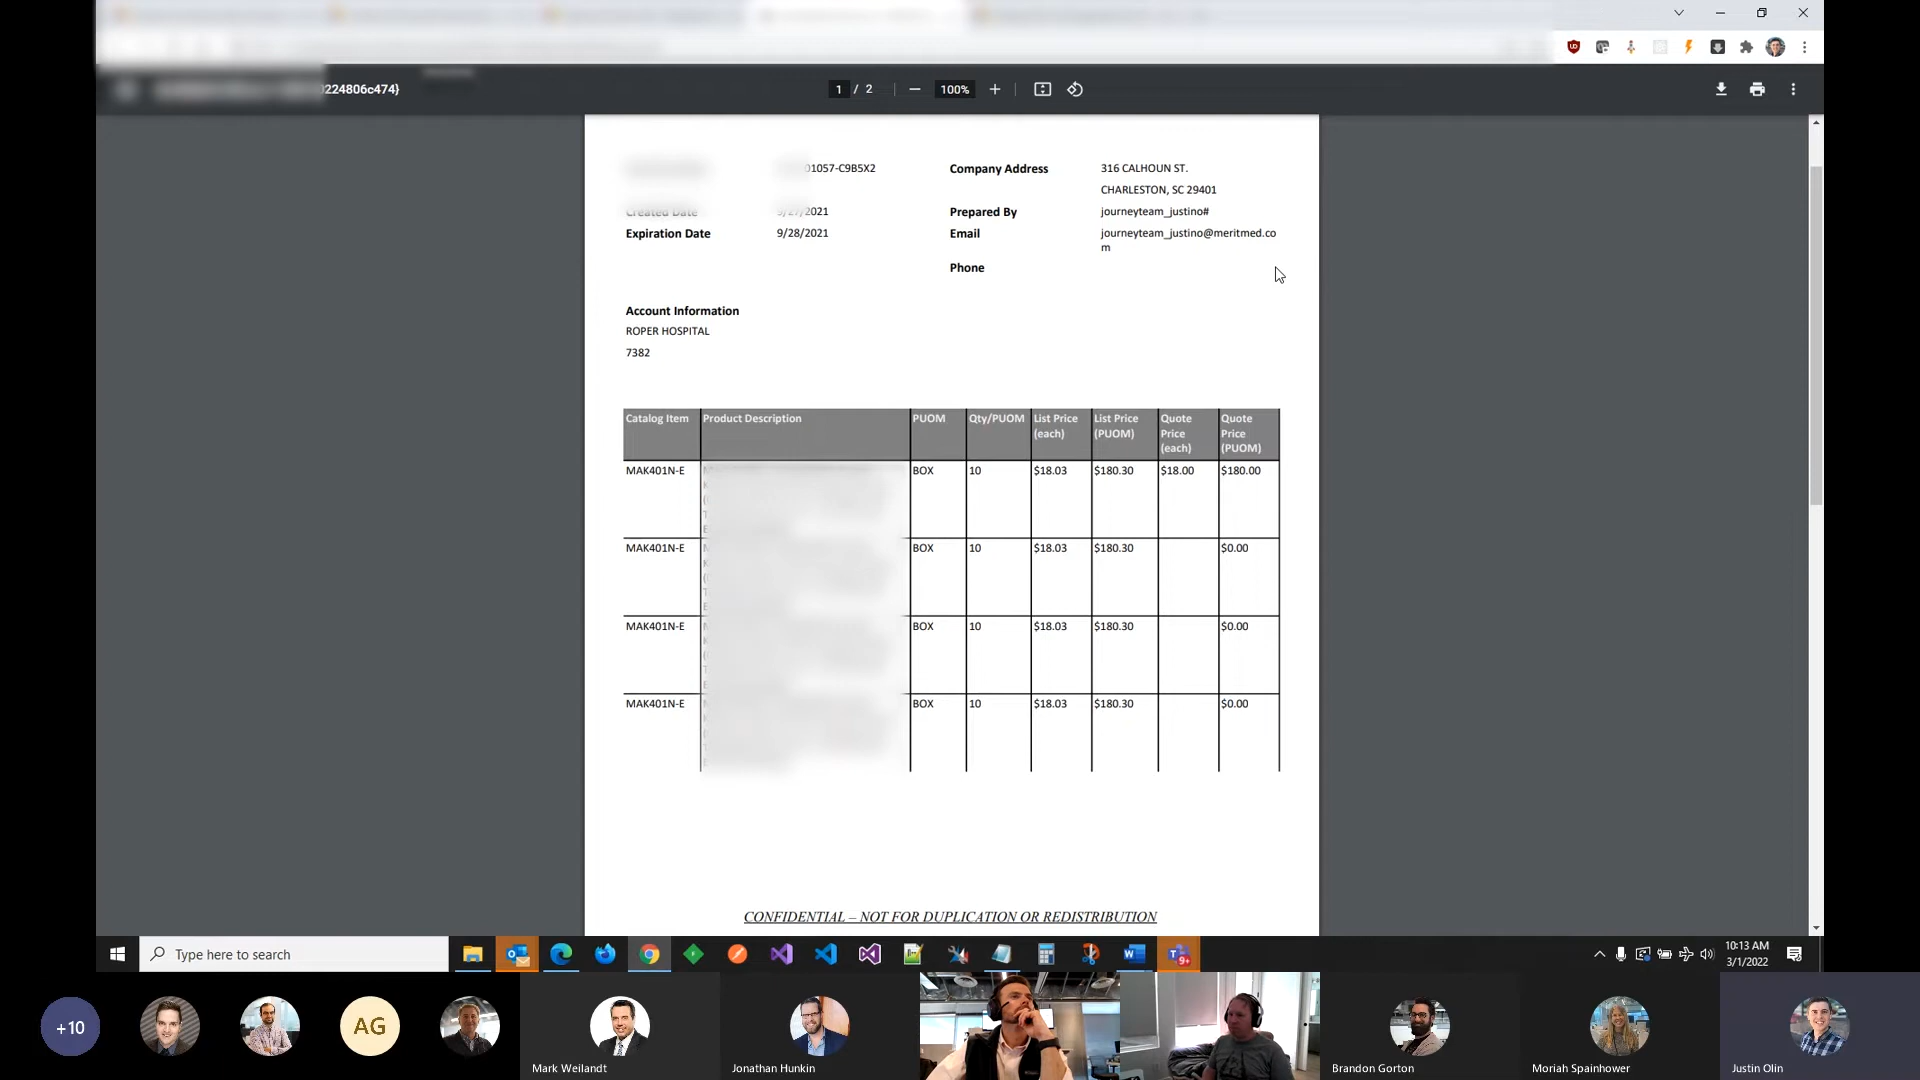 224806c474}
1 / 2
100%
01057-C9B5X2
Company Address
316 CALHOUN ST.
CHARLESTON, SC 29401
Created Date
9/27/2021
Prepared By
journeyteam_justino#
Expiration Date
9/28/2021
Email
journeyteam_justino@meritmed.co
m
Phone
Account Information
ROPER HOSPITAL
7382
Catalog Item
Product Description
PUOM
Qty/PUOM
List Price
(each)
List Price
(PUOM)
Quote
Price
(each)
Quote
Price
(PUOM)
MAK401N-E
BOX
10
$18.03
$180.30
$18.00
$180.00
MAK401N-E
BOX
10
$18.03
$180.30
$0.00
MAK401N-E
BOX
10
$18.03
$180.30
$0.00
MAK401N-E
BOX
10
$18.03
$180.30
$0.00
CONFIDENTIAL – NOT FOR DUPLICATION OR REDISTRIBUTION
Type here to search
9+
10:13 AM
3/1/2022
+10
AG
Mark Weilandt
Jonathan Hunkin
Brandon Gorton
Moriah Spainhower
Justin Olin